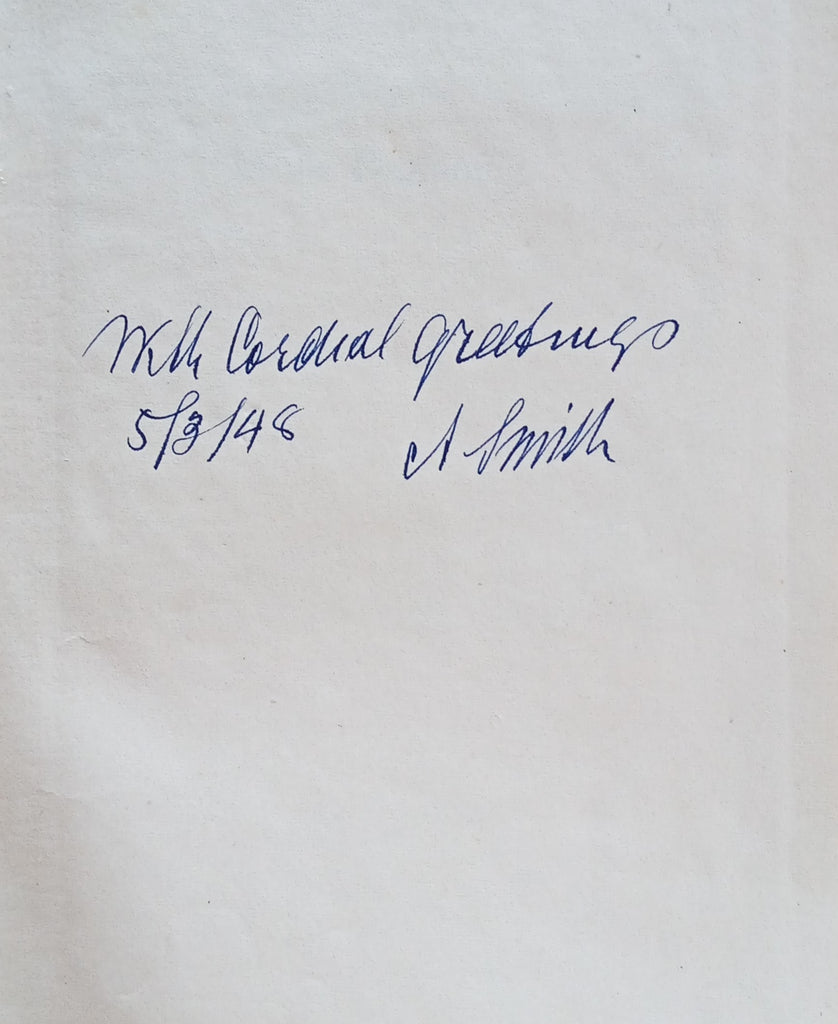 With Cordial greetings
5/3/48 A Smith